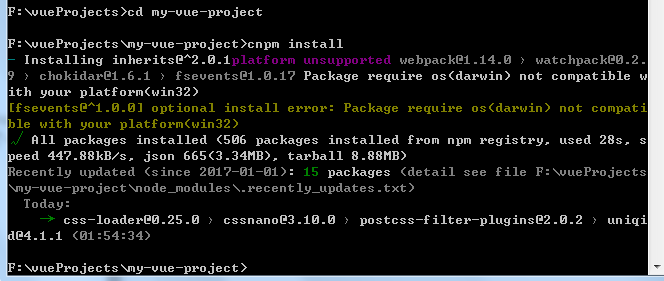 F:\vueProjects>cd my-vue-project
F:\vueProjects\my-vue-project>cnpm install
- Installing inherits@^2.0.1platform unsupported webpack@1.14.0 › watchpack@0.2.
9 › chokidar@1.6.1 › fsevents@1.0.17 Package require os(darwin) not compatible w
ith your platform(win32)
[fsevents@^1.0.0] optional install error: Package require os(darwin) not compati
ble with your platform(win32)
√ All packages installed (506 packages installed from npm registry, used 28s, s
peed 447.88kB/s, json 665(3.34MB), tarball 8.88MB)
Recently updated (since 2017-01-01): 15 packages (detail see file F:\vueProjects
\my-vue-project\node_modules\.recently_updates.txt)
Today:
→ css-loader@0.25.0 › cssnano@3.10.0 › postcss-filter-plugins@2.0.2 › uniqi
d@4.1.1 (01:54:34)
F:\vueProjects\my-vue-project>